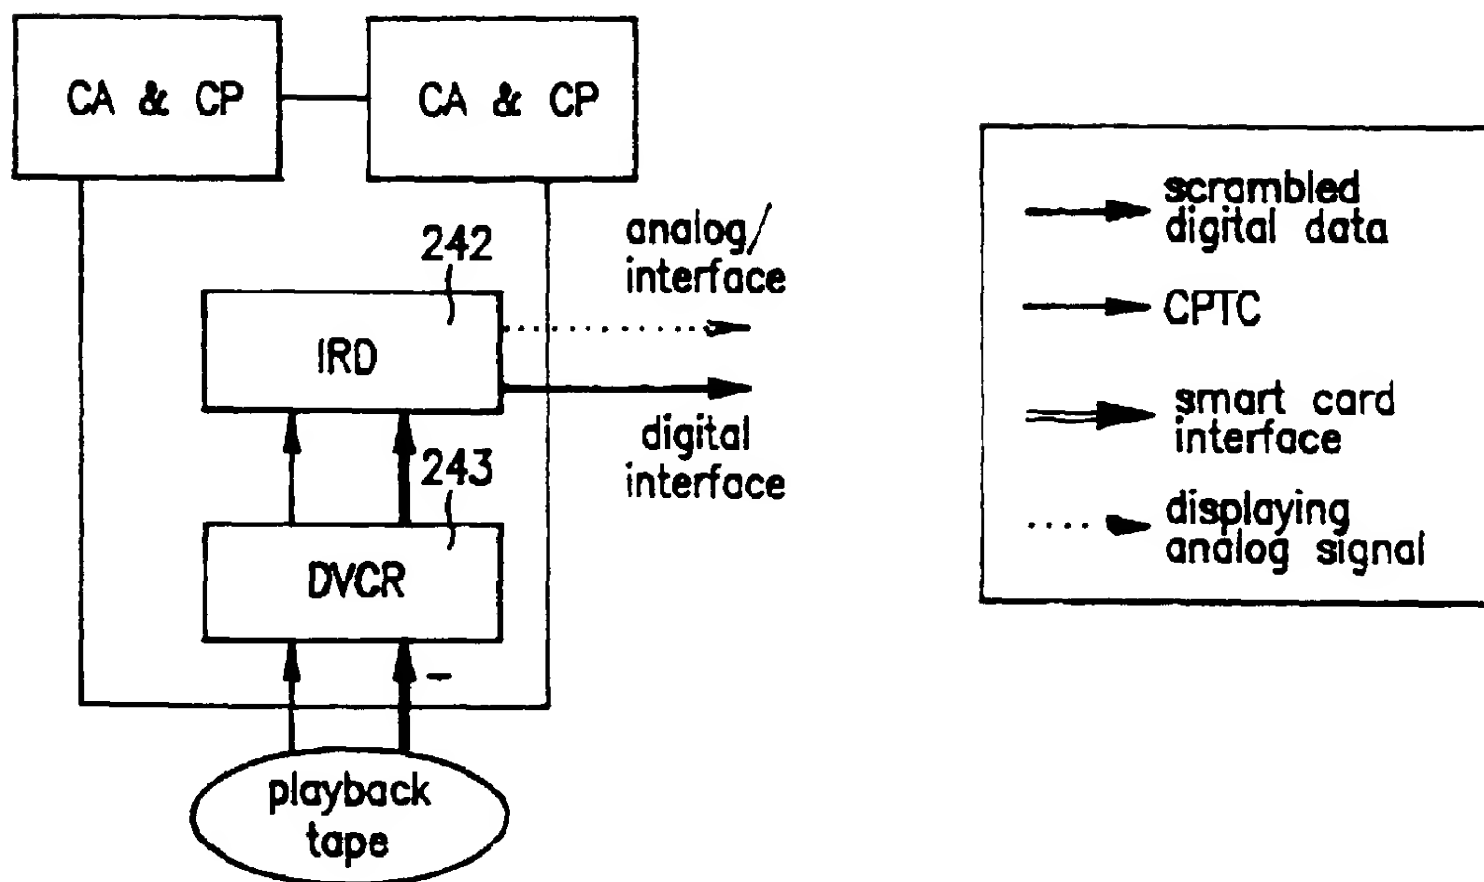 CA & CP
CA & CP
242
analog/
interface
IRD
digital
interface
243
DVCR
playback
tape
scrambled
digital data
CPTC
smart card
interface
displaying
analog signal